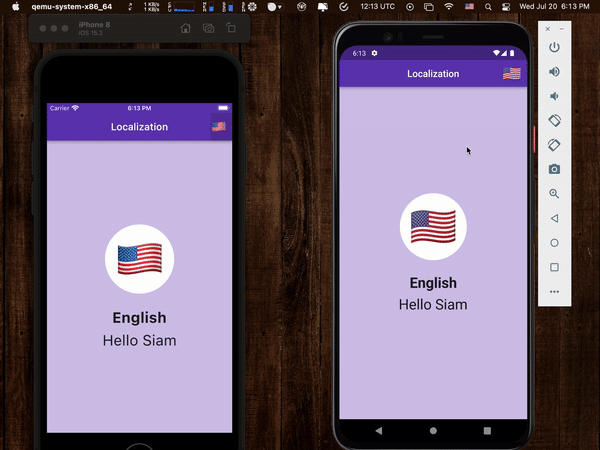 qemu-system-x86_64
1 KB/s
1 KB/s
12:13 UTC
Wed Jul 20 6:13 PM
iPhone 8
iOS 15.2
Carrier
6:13 PM
Localization
English
Hello Siam
6:13
Localization
English
Hello Siam